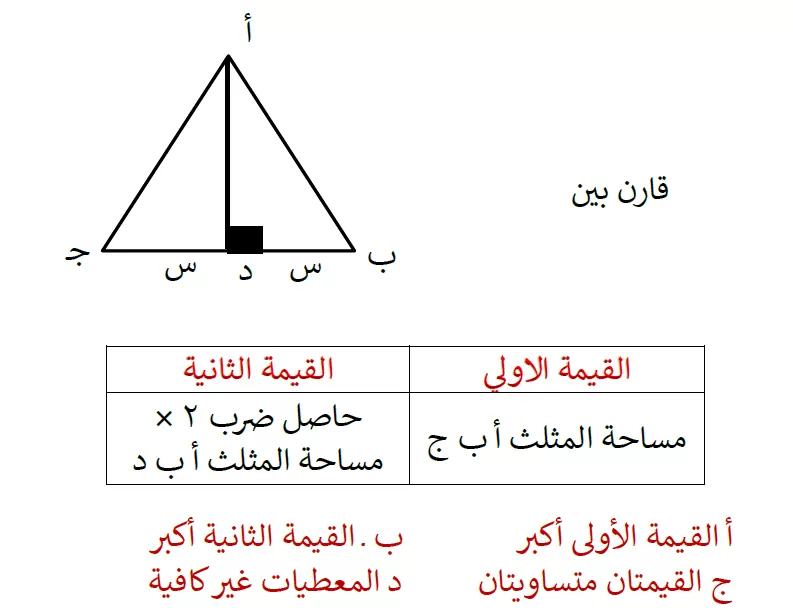 أ
قارن بين
ب
ج
س
د
س
القيمة الاولي
القيمة الثانية
مساحة المثلث أ ب ج
حاصل ضرب ٢ ×
مساحة المثلث أ ب د
أ القيمة الأولى أكبر
ب . القيمة الثانية أكبر
ج القيمتان متساويتان
د المعطيات غير كافية